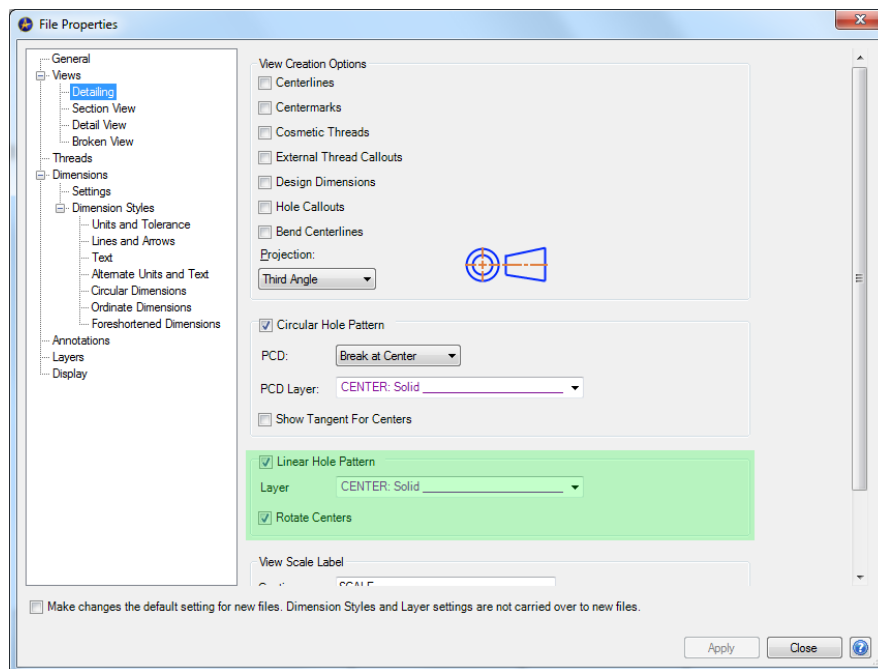 File Properties
General
Views
Detailing
Section View
Detail View
Broken View
Threads
Dimensions
Settings
Dimension Styles
Units and Tolerance
Lines and Arrows
Text
Alternate Units and Text
Circular Dimensions
Ordinate Dimensions
Foreshortened Dimensions
Annotations
Layers
Display
View Creation Options
Centerlines
Centermarks
Cosmetic Threads
External Thread Callouts
Design Dimensions
Hole Callouts
Bend Centerlines
Projection:
Third Angle
Circular Hole Pattern
PCD: Break at Center
PCD Layer: CENTER: Solid
Show Tangent For Centers
Linear Hole Pattern
Layer CENTER: Solid
Rotate Centers
View Scale Label
SCALE
Make changes the default setting for new files. Dimension Styles and Layer settings are not carried over to new files.
Apply Close